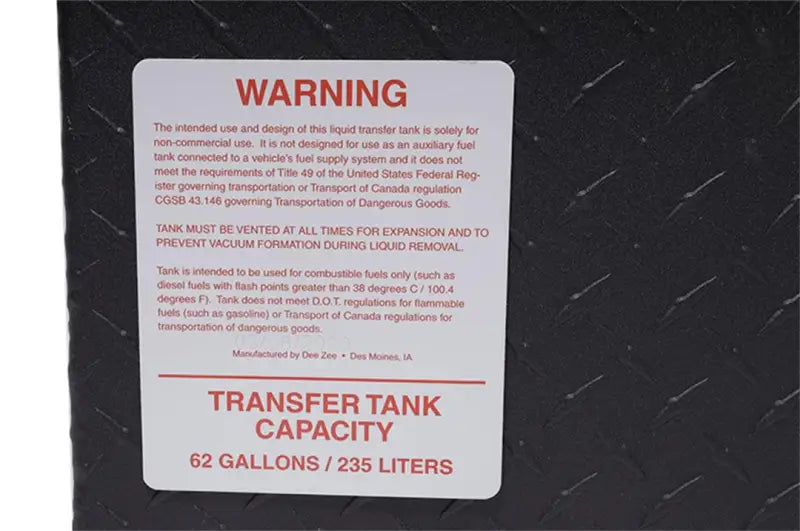 WARNING
The intended use and design of this liquid transfer tank is solely for
non-commercial use. It is not designed for use as an auxiliary fuel
tank connected to a vehicle's fuel supply system and it does not
meet the requirements of Title 49 of the United States Federal Reg-
ister governing transportation or Transport of Canada regulation
CGSB 43.146 governing Transportation of Dangerous Goods.
TANK MUST BE VENTED AT ALL TIMES FOR EXPANSION AND TO
PREVENT VACUUM FORMATION DURING LIQUID REMOVAL.
Tank is intended to be used for combustible fuels only (such as
diesel fuels with flash points greater than 38 degrees C / 100.4
degrees F). Tank does not meet D.O.T. regulations for flammable
fuels (such as gasoline) or Transport of Canada regulations for
transportation of dangerous goods.
Manufactured by Dee Zee • Des Moines, IA
TRANSFER TANK
CAPACITY
62 GALLONS / 235 LITERS